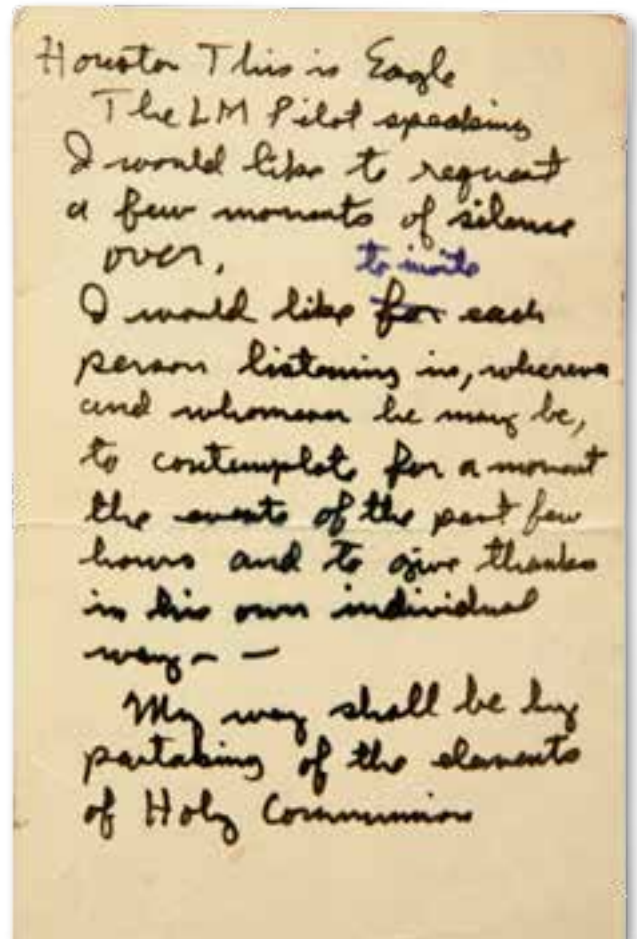 Houston This is Eagle
The LM Pilot speaking
I would like to request
a few moments of silence
over.
to invite
I would like for each
person listening in, wherever
and whomever he may be,
to contemplate for a moment
the events of the past few
hours and to give thanks
in his own individual
way – –
My way shall be by
partaking of the elements
of Holy Communion